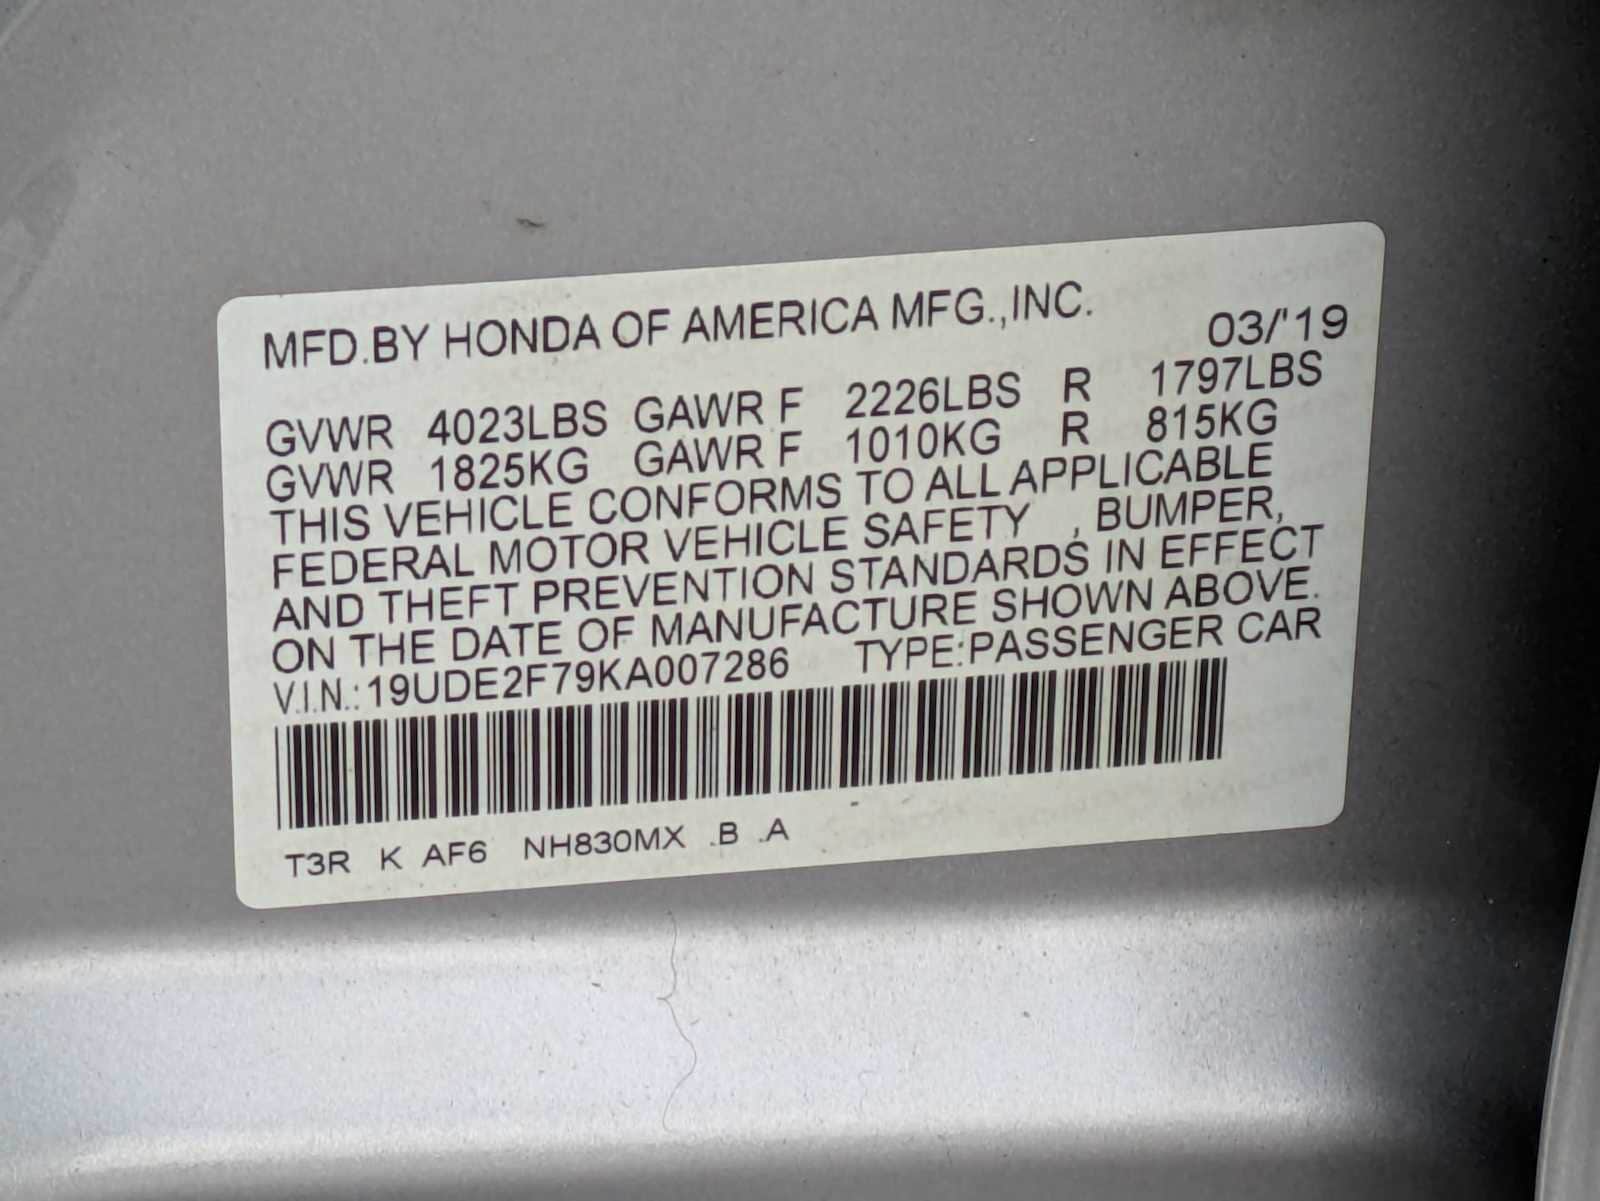 MFD.BY HONDA OF AMERICA MFG.,INC. 03/'19
GVWR 4023LBS GAWR F 2226LBS R 1797LBS
GVWR 1825KG GAWR F 1010KG R 815KG
THIS VEHICLE CONFORMS TO ALL APPLICABLE
FEDERAL MOTOR VEHICLE SAFETY , BUMPER,
AND THEFT PREVENTION STANDARDS IN EFFECT
ON THE DATE OF MANUFACTURE SHOWN ABOVE.
V.I.N.: 19UDE2F79KA007286 TYPE:PASSENGER CAR
T3R K AF6 NH830MX .B .A